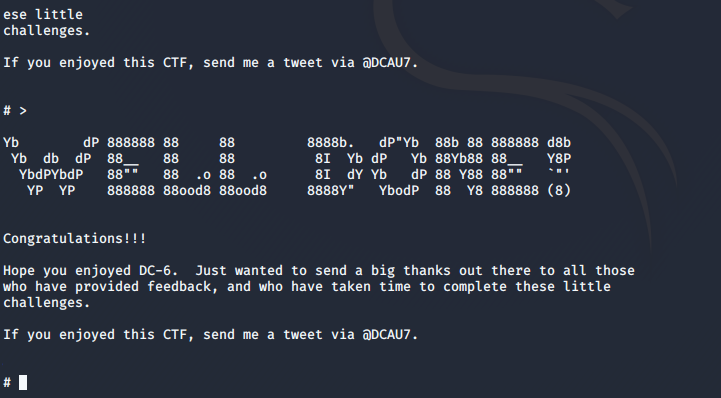 ese little
challenges.
If you enjoyed this CTF, send me a tweet via @DCAU7.
# >
Yb        dP 888888 88     88         8888b.   dP"Yb  88b 88 888888 d8b
 Yb  db  dP  88__   88     88          8I  Yb dP   Yb 88Yb88 88__   Y8P
  YbdPYbdP   88""   88  .o 88  .o      8I  dY Yb   dP 88 Y88 88""   `"'
   YP  YP    888888 88ood8 88ood8     8888Y"   YbodP  88  Y8 888888 (8)
Congratulations!!!
Hope you enjoyed DC-6.  Just wanted to send a big thanks out there to all those
who have provided feedback, and who have taken time to complete these little
challenges.
If you enjoyed this CTF, send me a tweet via @DCAU7.
#